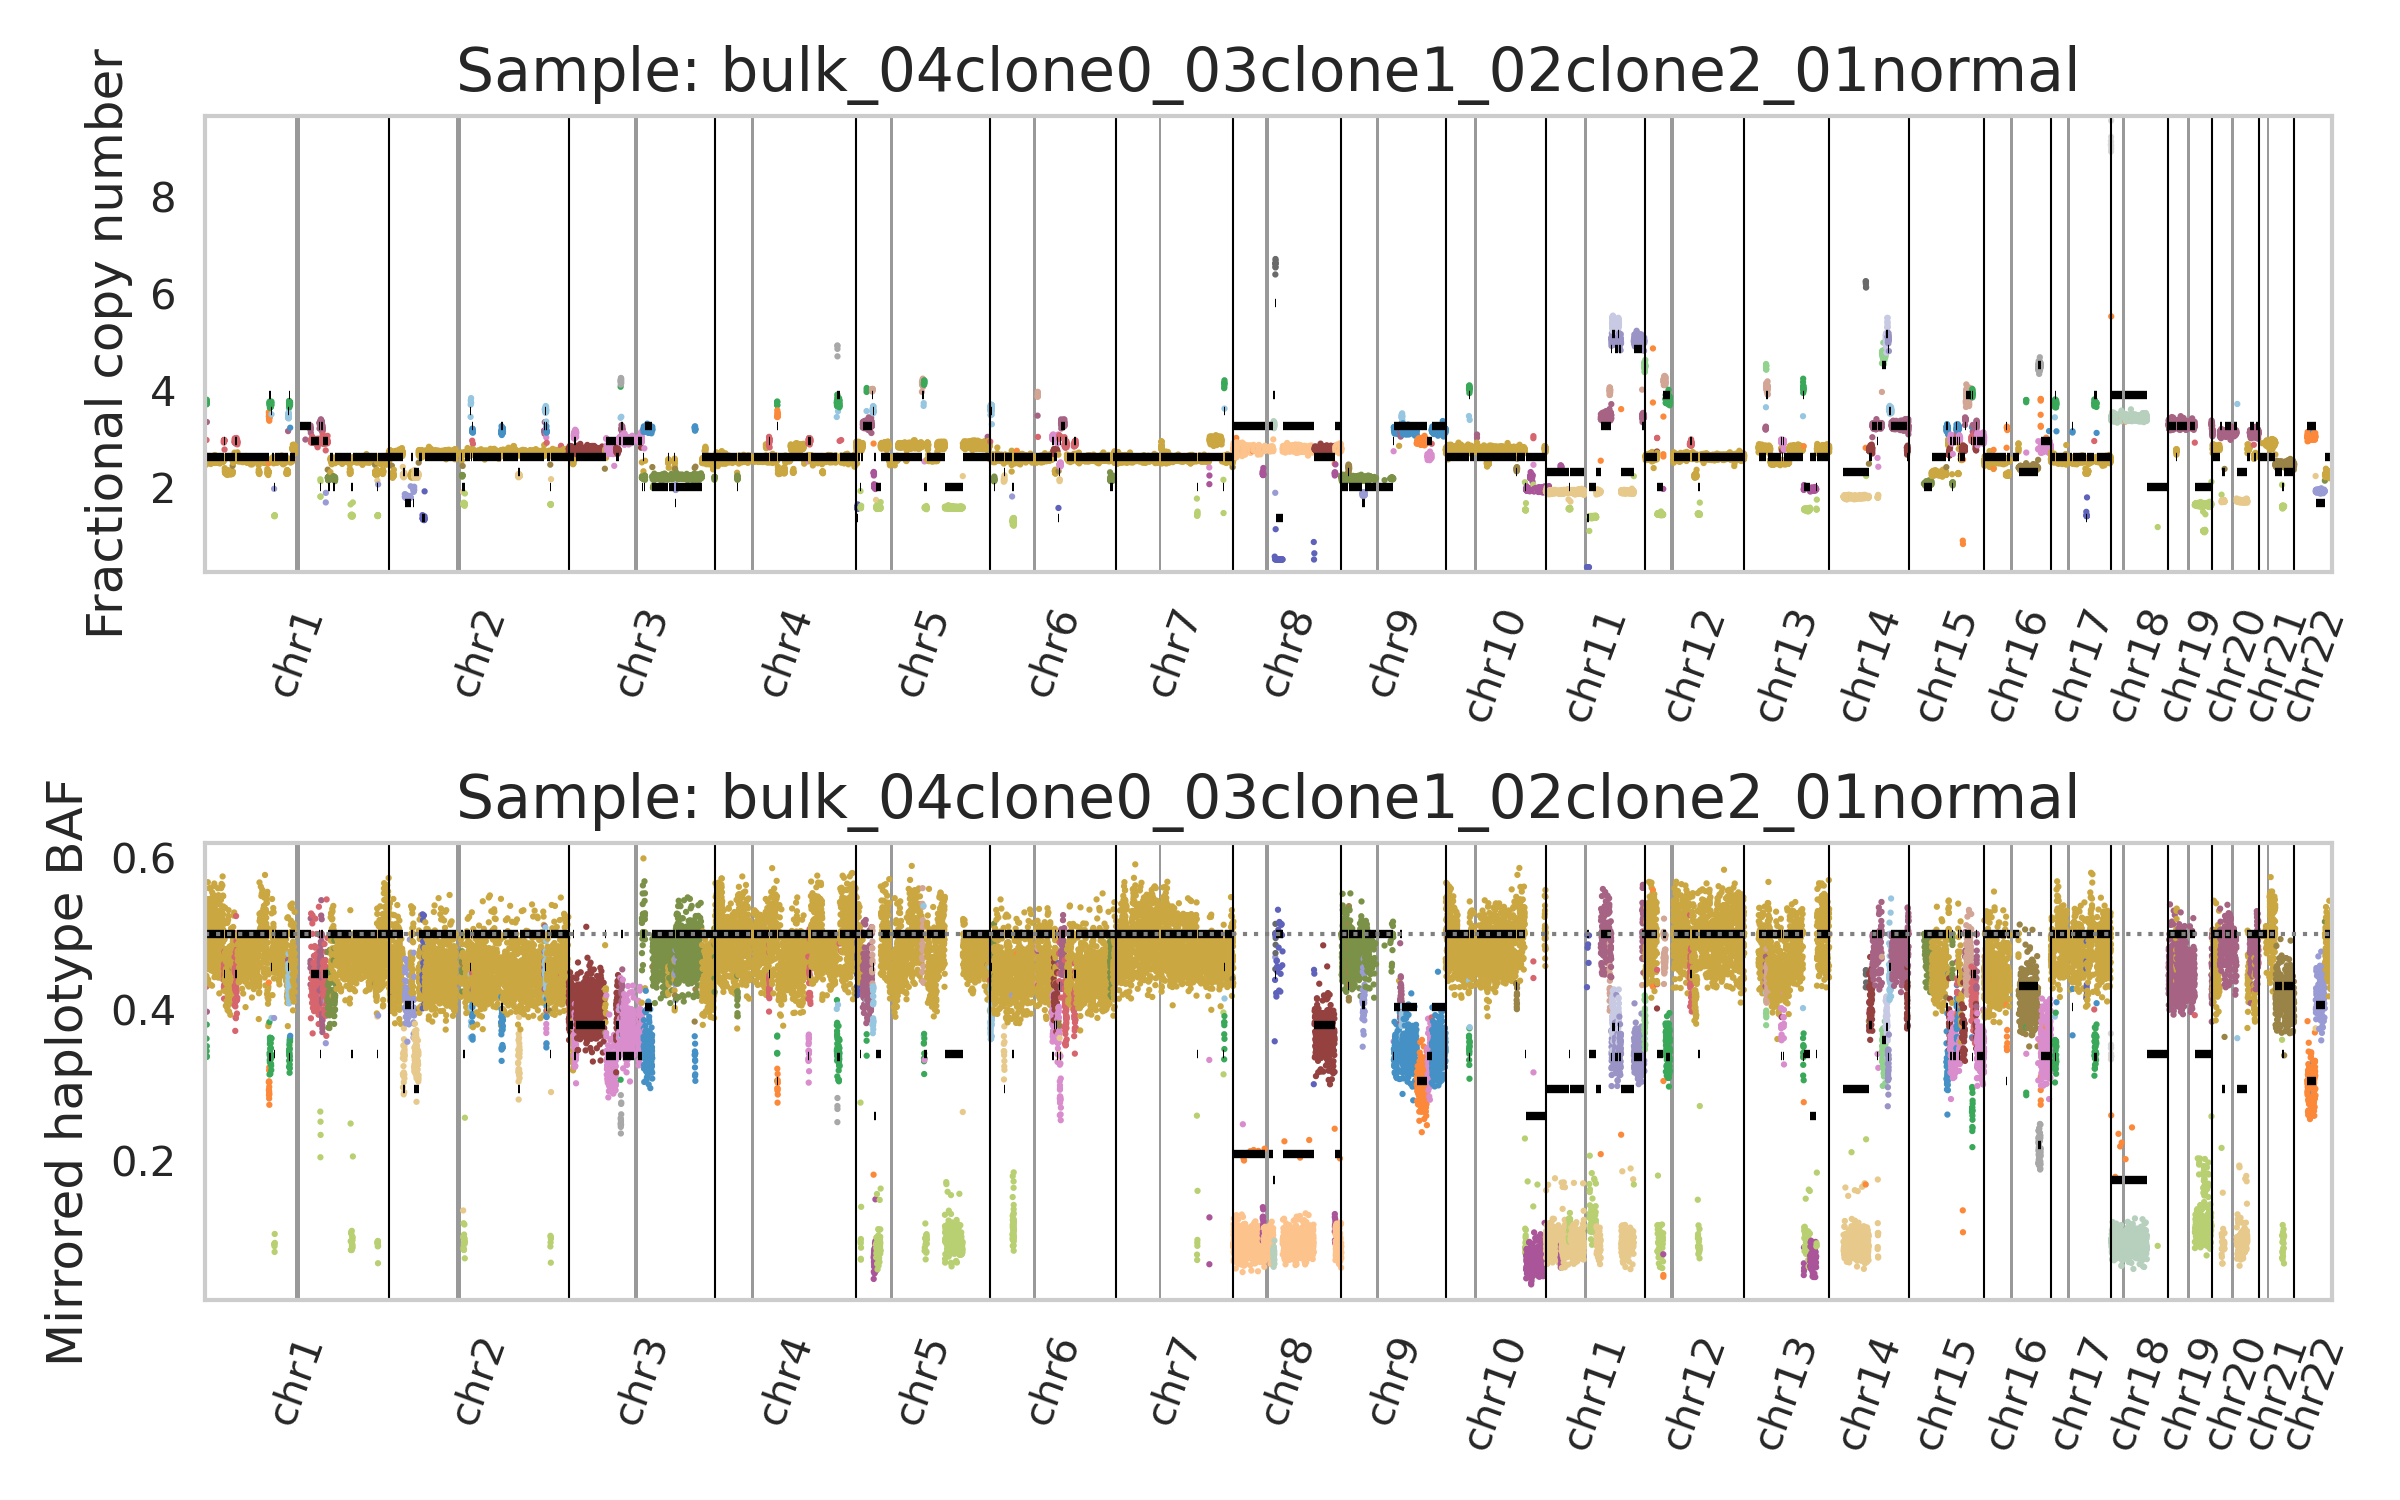 Sample: bulk_04clone0_03clone1_02clone2_01normal
Fractional copy number
8
6
4
2
chr1 chr2 chr3 chr4 chr5 chr6 chr7 chr8 chr9 chr10 chr11 chr12 chr13 chr14 chr15 chr16 chr17 chr18 chr19 chr20 chr21 chr22
Sample: bulk_04clone0_03clone1_02clone2_01normal
Mirrored haplotype BAF
0.6
0.4
0.2
chr1 chr2 chr3 chr4 chr5 chr6 chr7 chr8 chr9 chr10 chr11 chr12 chr13 chr14 chr15 chr16 chr17 chr18 chr19 chr20 chr21 chr22